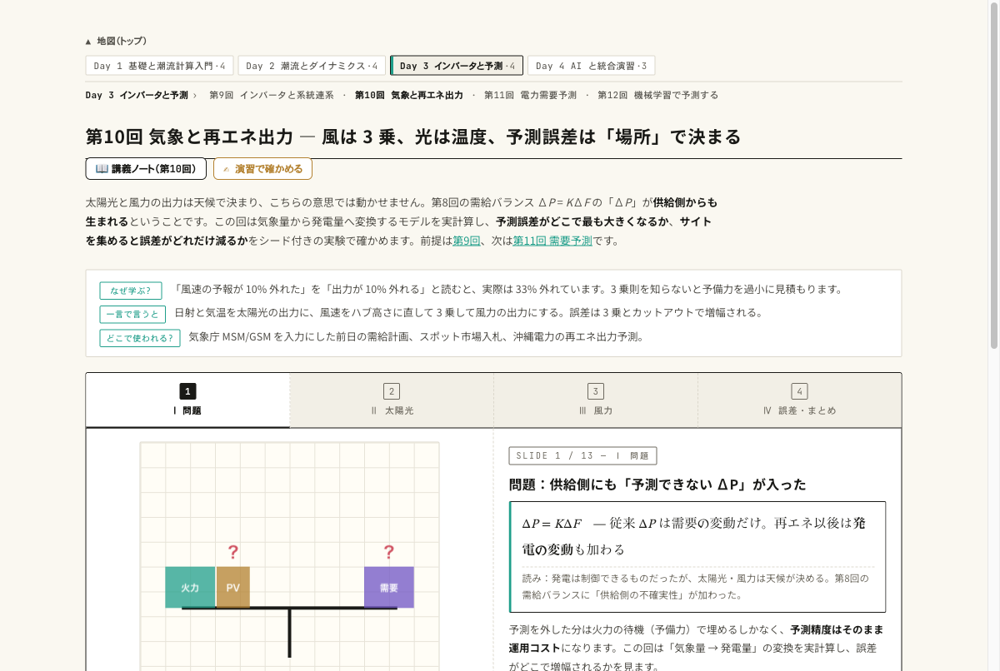 ▲ 地図(トップ)
Day 1 基礎と潮流計算入門·4 Day 2 潮流とダイナミクス·4 Day 3 インバータと予測·4 Day 4 AI と統合演習·3
Day 3 インバータと予測 › 第9回 インバータと系統連系 · 第10回 気象と再エネ出力 · 第11回 電力需要予測 · 第12回 機械学習で予測する
第10回 気象と再エネ出力 — 風は 3 乗、光は温度、予測誤差は「場所」で決まる
📖 講義ノート(第10回) ✍ 演習で確かめる
太陽光と風力の出力は天候で決まり、こちらの意思では動かせません。第8回の需給バランス ΔP = KΔF の「ΔP」が供給側からも
生まれるということです。この回は気象量から発電量へ変換するモデルを実計算し、予測誤差がどこで最も大きくなるか、サイト
を集めると誤差がどれだけ減るかをシード付きの実験で確かめます。前提は第9回、次は第11回 需要予測です。
なぜ学ぶ? 「風速の予報が 10% 外れた」を「出力が 10% 外れる」と読むと、実際は 33% 外れています。3 乗則を知らないと予備力を過小に見積もります。
一言で言うと 日射と気温を太陽光の出力に、風速をハブ高さに直して 3 乗して風力の出力にする。誤差は 3 乗とカットアウトで増幅される。
どこで使われる? 気象庁 MSM/GSM を入力にした前日の需給計画、スポット市場入札、沖縄電力の再エネ出力予測。
1 2 3 4
Ⅰ 問題 Ⅱ 太陽光 Ⅲ 風力 Ⅳ 誤差・まとめ
? ?
火力 PV 需要
SLIDE 1 / 13 — Ⅰ 問題
問題：供給側にも「予測できない ΔP」が入った
ΔP = KΔF — 従来 ΔP は需要の変動だけ。再エネ以後は発
電の変動も加わる
読み：発電は制御できるものだったが、太陽光・風力は天候が決める。第8回の
需給バランスに「供給側の不確実性」が加わった。
予測を外した分は火力の待機（予備力）で埋めるしかなく、予測精度はそのまま
運用コストになります。この回は「気象量 → 発電量」の変換を実計算し、誤差
がどこで増幅されるかを見ます。